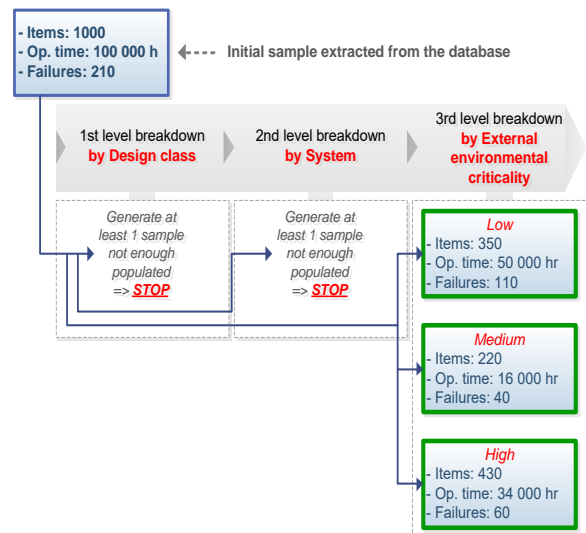 - Items: 1000
- Op. time: 100 000 h
- Failures: 210
Initial sample extracted from the database
1st level breakdown
by Design class
2nd level breakdown
by System
3rd level breakdown
by External
environmental
criticality
Generate at
least 1 sample
not enough
populated
=> STOP
Generate at
least 1 sample
not enough
populated
=> STOP
Low
- Items: 350
- Op. time: 50 000 hr
- Failures: 110
Medium
- Items: 220
- Op. time: 16 000 hr
- Failures: 40
High
- Items: 430
- Op. time: 34 000 hr
- Failures: 60